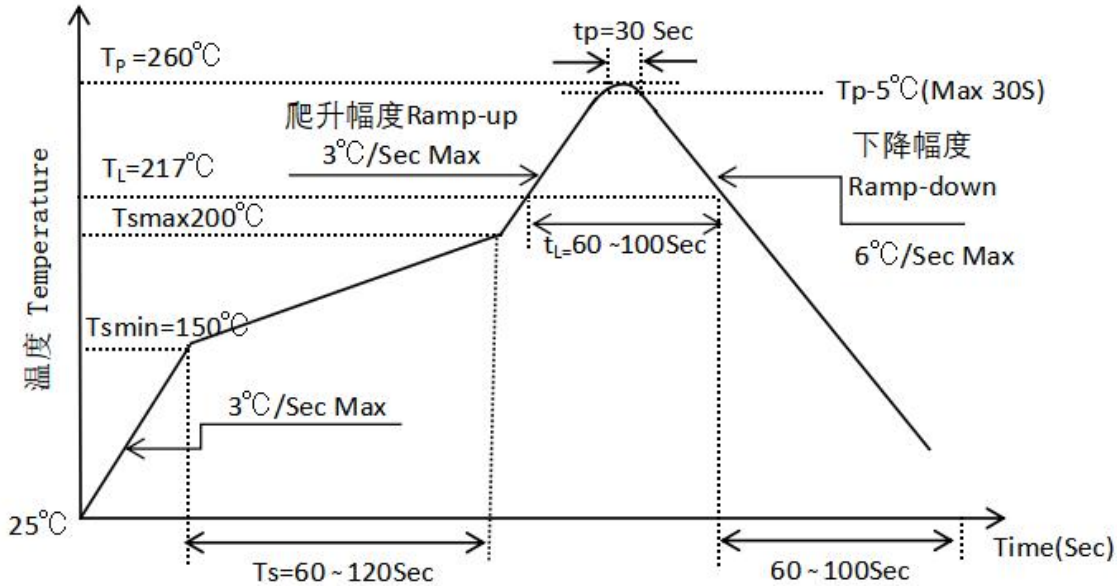 tp=30 Sec
TP =260℃
Tp-5℃(Max 30S)
爬升幅度Ramp-up
3℃/Sec Max
下降幅度
Ramp-down
6℃/Sec Max
TL=217℃
Tsmax200℃
tL=60 ~100Sec
Tsmin=150℃
3℃/Sec Max
温度 Temperature
25℃
Ts=60 ~ 120Sec
60 ~ 100Sec
Time(Sec)